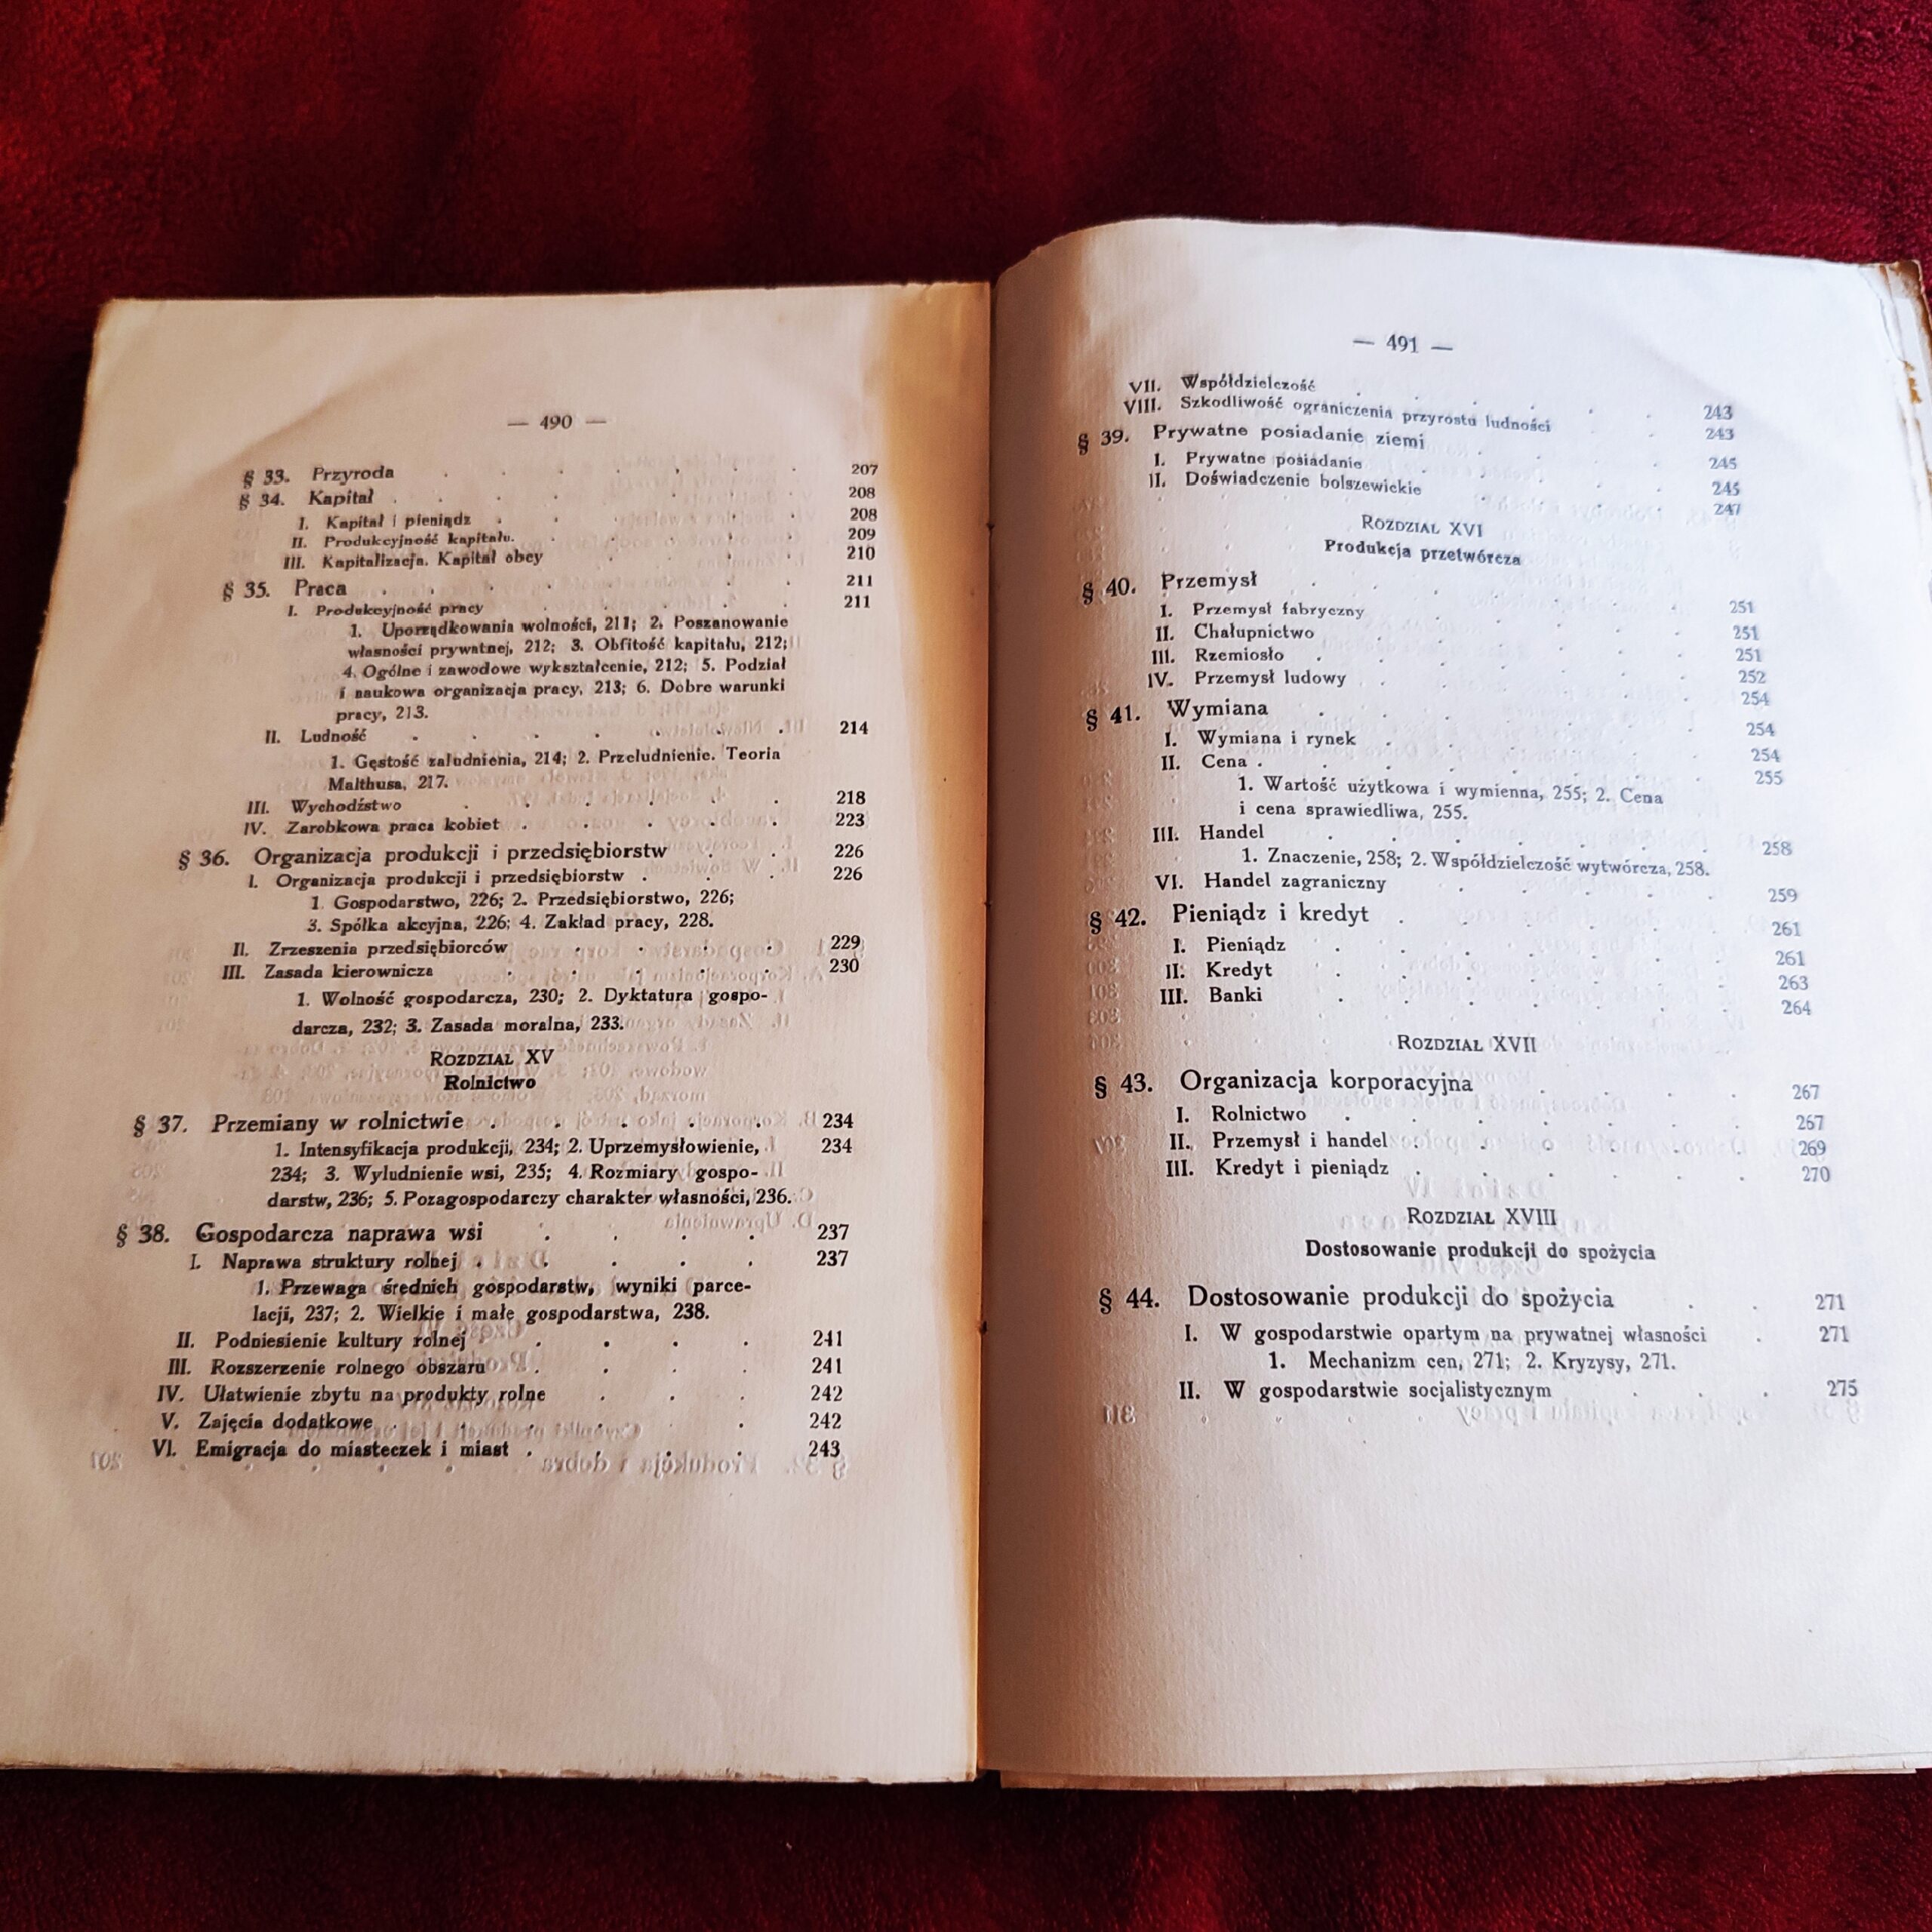 — 490 —
§ 33. Przyroda . . . . . . . 207
§ 34. Kapitał . . . . . . . 208
I. Kapitał i pieniądz . . . . . 208
II. Produkcyjność kapitału. . . . . 209
III. Kapitalizacja. Kapitał obcy . . . . 210
§ 35. Praca . . . . . . . 211
I. Produkcyjność pracy . . . . . 211
1. Uporządkowania wolności, 211; 2. Poszanowanie
własności prywatnej, 212; 3. Obfitość kapitału, 212;
4. Ogólne i zawodowe wykształcenie, 212; 5. Podział
i naukowa organizacja pracy, 213; 6. Dobre warunki
pracy, 213.
II. Ludność . . . . . . . 214
1. Gęstość zaludnienia, 214; 2. Przeludnienie. Teoria
Malthusa, 217.
III. Wychodźstwo . . . . . . 218
IV. Zarobkowa praca kobiet . . . . . 223
§ 36. Organizacja produkcji i przedsiębiorstw . . 226
I. Organizacja produkcji i przedsiębiorstw . . . 226
1 Gospodarstwo, 226; 2. Przedsiębiorstwo, 226;
3. Spółka akcyjna, 226; 4. Zakład pracy, 228.
II. Zrzeszenia przedsiębiorców . . . . 229
III. Zasada kierownicza . . . . . 230
1. Wolność gospodarcza, 230; 2. Dyktatura gospo-
darcza, 232; 3. Zasada moralna, 233.
ROZDZIAŁ XV
Rolnictwo
§ 37. Przemiany w rolnictwie . . . . . 234
1. Intensyfikacja produkcji, 234; 2. Uprzemysłowienie, 234
234; 3. Wyludnienie wsi, 235; 4. Rozmiary gospo-
darstw, 236; 5. Pozagospodarczy charakter własności, 236.
§ 38. Gospodarcza naprawa wsi . . . . 237
I. Naprawa struktury rolnej . . . . . 237
1. Przewaga średnich gospodarstw, wyniki parce-
lacji, 237; 2. Wielkie i małe gospodarstwa, 238.
II. Podniesienie kultury rolnej . . . . 241
III. Rozszerzenie rolnego obszaru . . . . 241
IV. Ułatwienie zbytu na produkty rolne . . . 242
V. Zajęcia dodatkowe . . . . . . 242
VI. Emigracja do miasteczek i miast . . . . 243
— 491 —
VII. Współdzielczość . . . . . 243
VIII. Szkodliwość ograniczenia przyrostu ludności . . 243
§ 39. Prywatne posiadanie ziemi . . . . 245
I. Prywatne posiadanie . . . . . 245
II. Doświadczenie bolszewickie . . . . 247
ROZDZIAŁ XVI
Produkcja przetwórcza
§ 40. Przemysł . . . . . . 251
I. Przemysł fabryczny . . . . . 251
II. Chałupnictwo . . . . . 251
III. Rzemiosło . . . . . . 252
IV. Przemysł ludowy . . . . . 254
§ 41. Wymiana . . . . . . 254
I. Wymiana i rynek . . . . . 254
II. Cena . . . . . . . 255
1. Wartość użytkowa i wymienna, 255; 2. Cena
i cena sprawiedliwa, 255.
III. Handel . . . . . . 258
1. Znaczenie, 258; 2. Współdzielczość wytwórcza, 258.
VI. Handel zagraniczny . . . . 259
§ 42. Pieniądz i kredyt . . . . . 261
I. Pieniądz . . . . . . 261
II. Kredyt . . . . . . 263
III. Banki . . . . . . 264
ROZDZIAŁ XVII
§ 43. Organizacja korporacyjna . . . . 267
I. Rolnictwo . . . . . . 267
II. Przemysł i handel . . . . . 269
III. Kredyt i pieniądz . . . . . 270
ROZDZIAŁ XVIII
Dostosowanie produkcji do spożycia
§ 44. Dostosowanie produkcji do spożycia . . 271
I. W gospodarstwie opartym na prywatnej własności . 271
1. Mechanizm cen, 271; 2. Kryzysy, 271.
II. W gospodarstwie socjalistycznym . . . 275